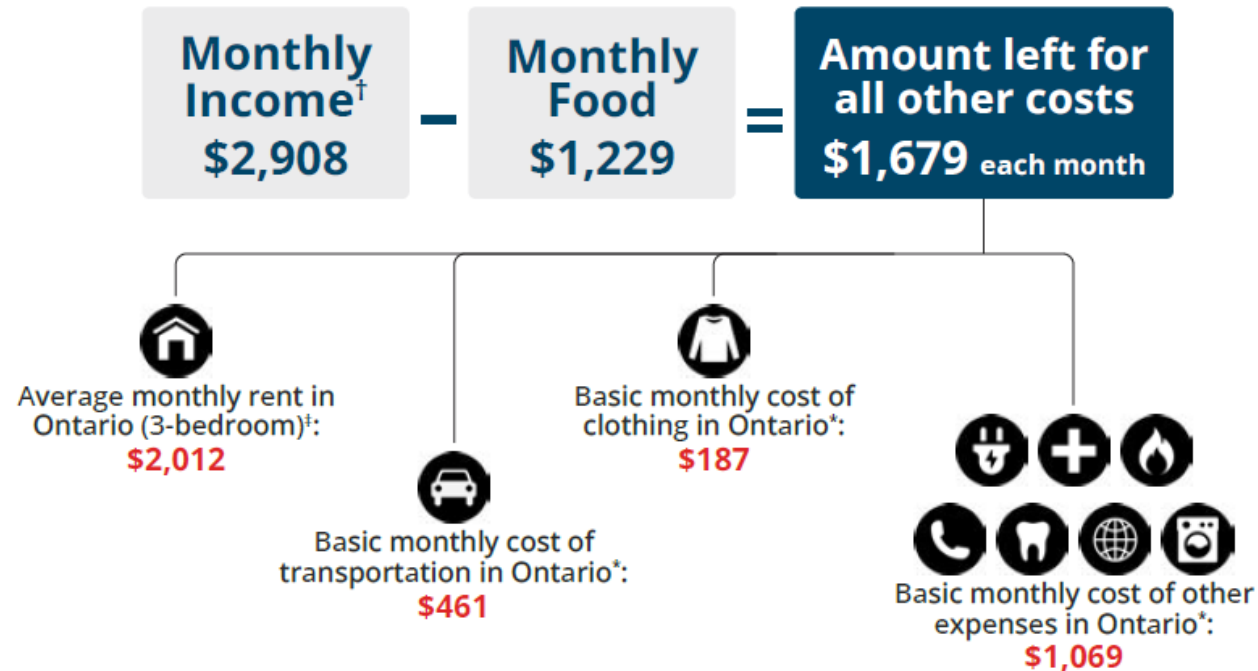 Monthly
Income†
$2,908
−
Monthly
Food
$1,229
=
Amount left for
all other costs
$1,679 each month
Average monthly rent in
Ontario (3-bedroom)‡:
$2,012
Basic monthly cost of
transportation in Ontario*:
$461
Basic monthly cost of
clothing in Ontario*:
$187
Basic monthly cost of other
expenses in Ontario*:
$1,069